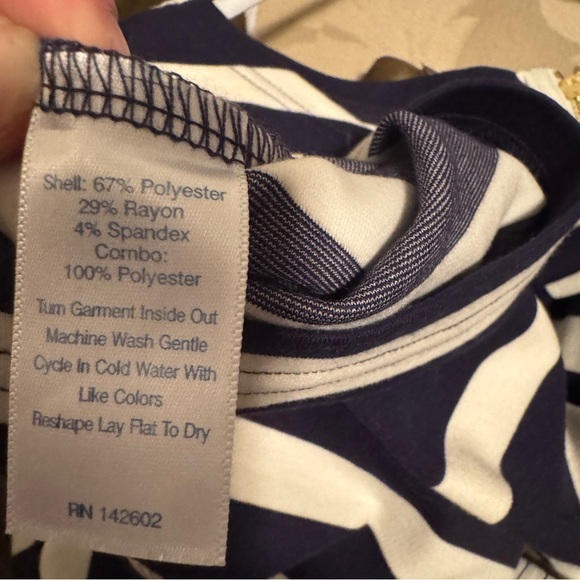 Shell: 67% Polyester
29% Rayon
4% Spandex
Combo:
100% Polyester
Turn Garment Inside Out
Machine Wash Gentle
Cycle In Cold Water With
Like Colors
Reshape Lay Flat To Dry
RN 142602